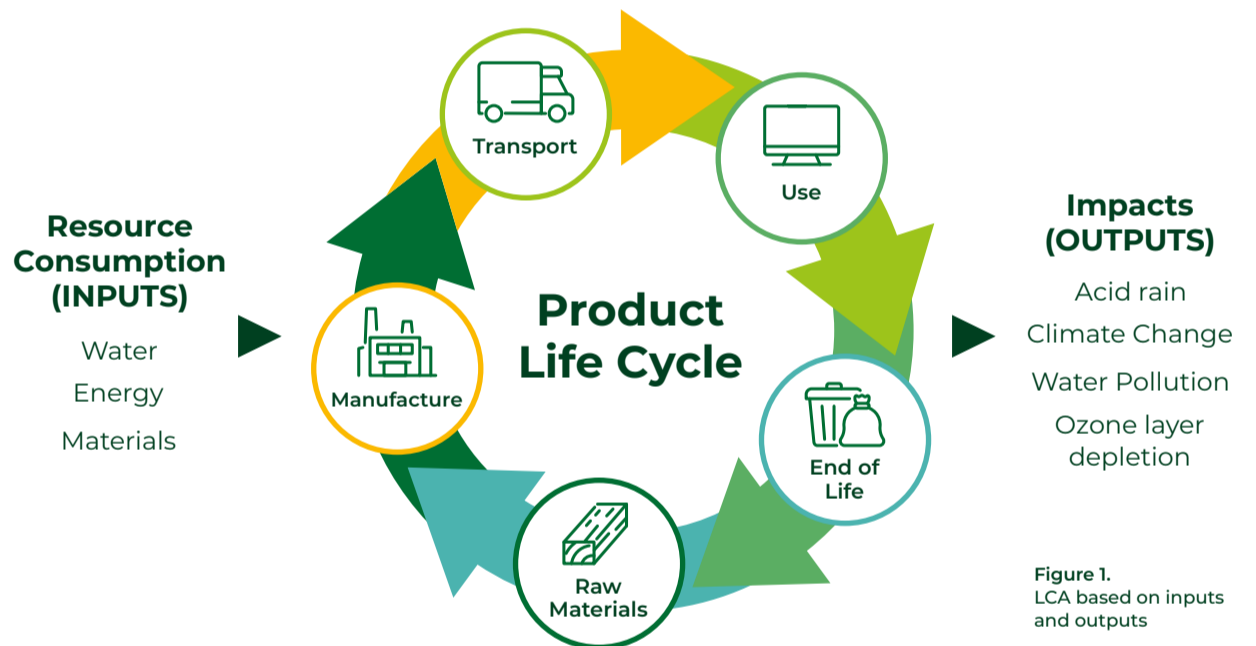 Resource
Consumption
(INPUTS)
Water
Energy
Materials
Transport
Use
Manufacture
Product
Life Cycle
End of
Life
Raw
Materials
Impacts
(OUTPUTS)
Acid rain
Climate Change
Water Pollution
Ozone layer
depletion
Figure 1.
LCA based on inputs
and outputs